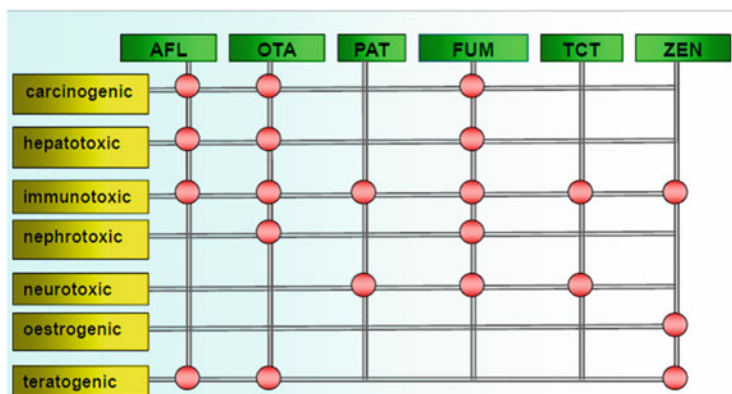 AFL OTA PAT FUM TCT ZEN
carcinogenic
hepatotoxic
immunotoxic
nephrotoxic
neurotoxic
oestrogenic
teratogenic